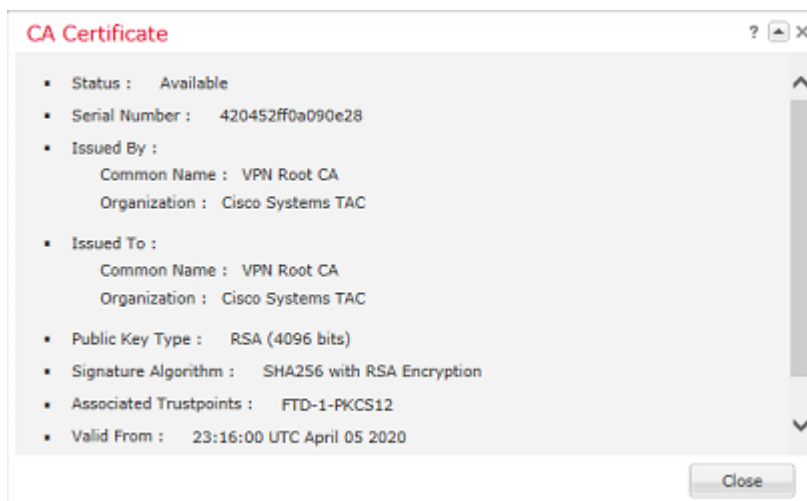 CA Certificate ?
Status : Available
Serial Number : 420452ff0a090e28
Issued By :
Common Name : VPN Root CA
Organization : Cisco Systems TAC
Issued To :
Common Name : VPN Root CA
Organization : Cisco Systems TAC
Public Key Type : RSA (4096 bits)
Signature Algorithm : SHA256 with RSA Encryption
Associated Trustpoints : FTD-1-PKCS12
Valid From : 23:16:00 UTC April 05 2020
Close